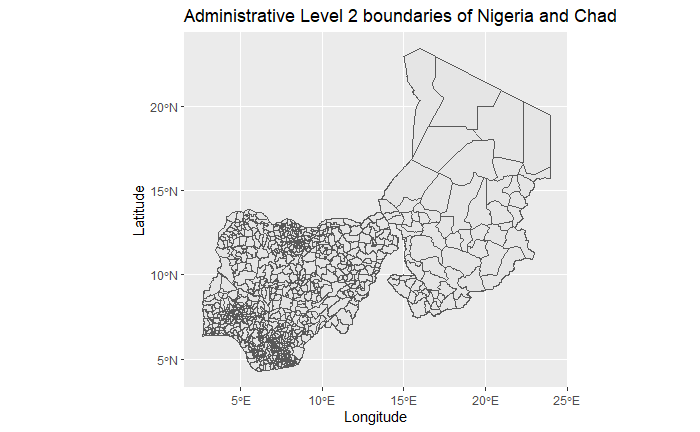 Administrative Level 2 boundaries of Nigeria and Chad
20°N
15°N
10°N
5°N
Latitude
5°E 10°E 15°E 20°E 25°E
Longitude